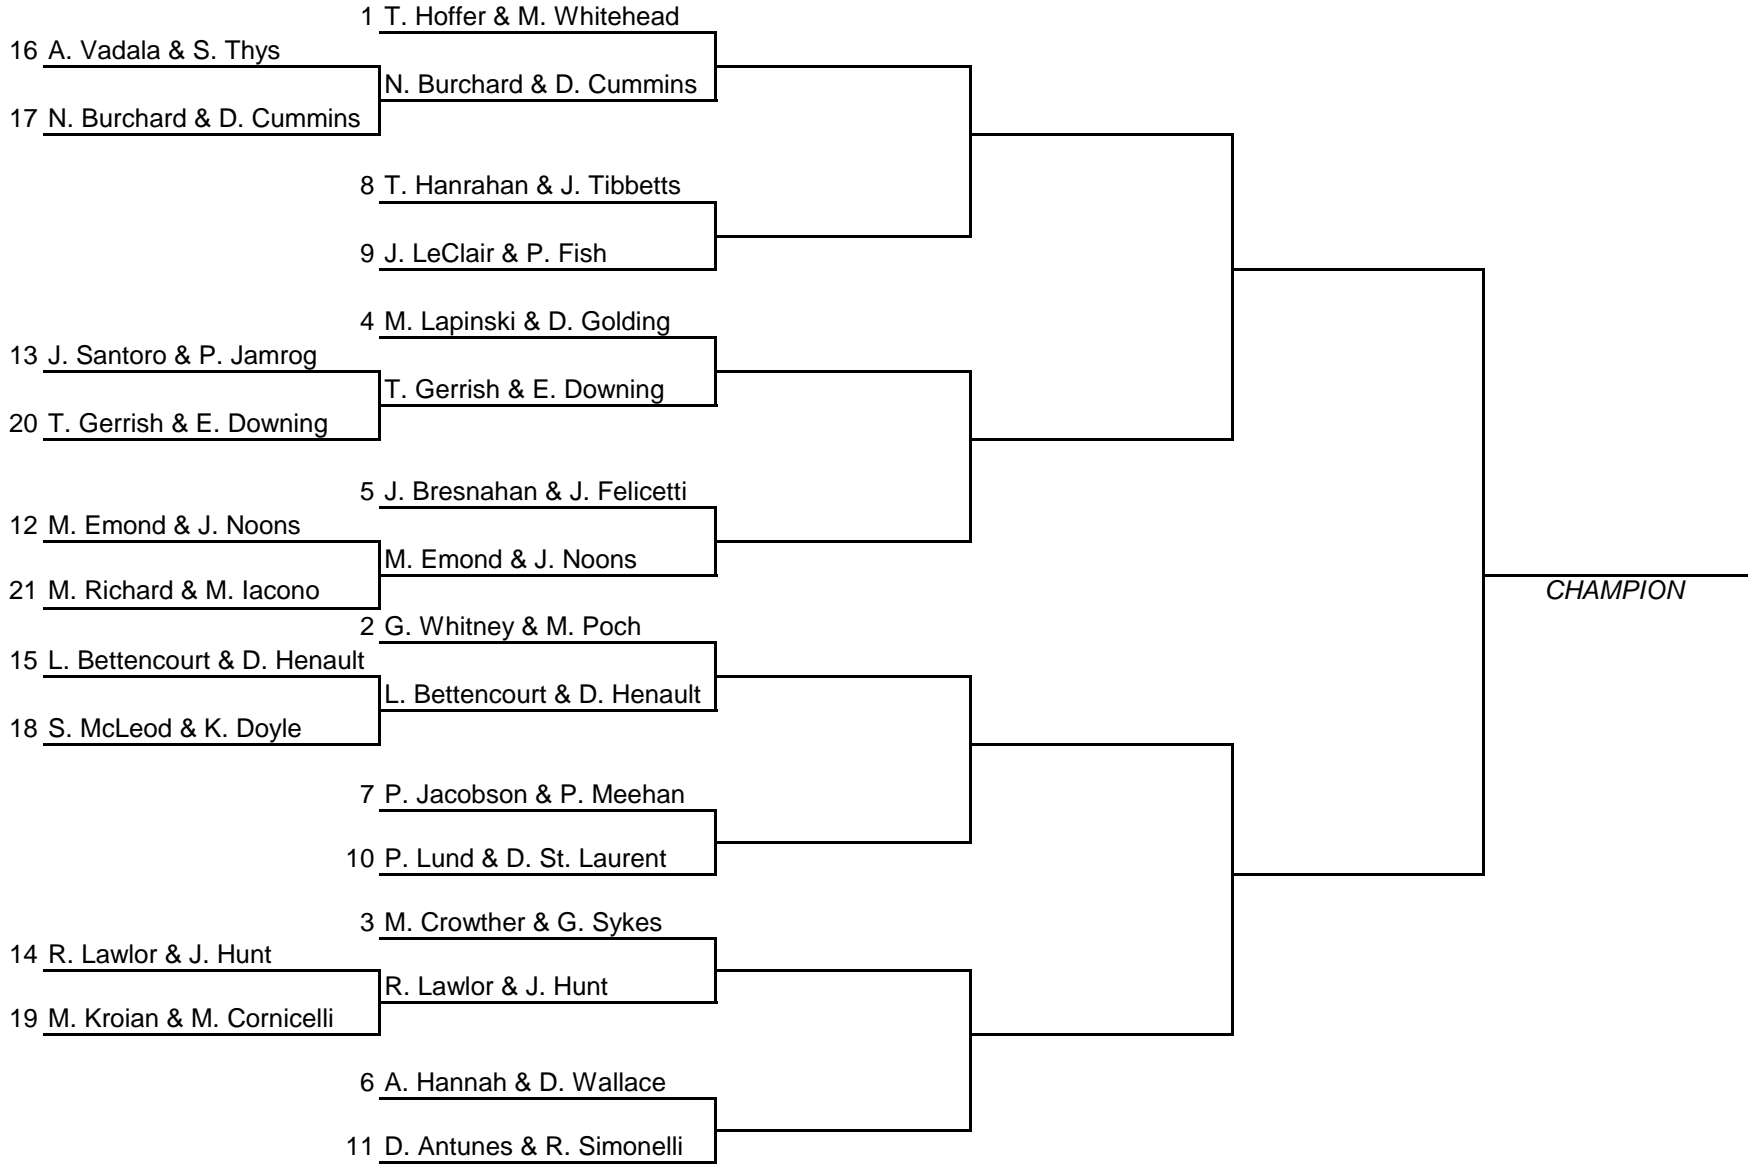 1 T. Hoffer & M. Whitehead
16 A. Vadala & S. Thys
N. Burchard & D. Cummins
17 N. Burchard & D. Cummins
8 T. Hanrahan & J. Tibbetts
9 J. LeClair & P. Fish
4 M. Lapinski & D. Golding
13 J. Santoro & P. Jamrog
T. Gerrish & E. Downing
20 T. Gerrish & E. Downing
5 J. Bresnahan & J. Felicetti
12 M. Emond & J. Noons
M. Emond & J. Noons
21 M. Richard & M. Iacono
CHAMPION
2 G. Whitney & M. Poch
15 L. Bettencourt & D. Henault
L. Bettencourt & D. Henault
18 S. McLeod & K. Doyle
7 P. Jacobson & P. Meehan
10 P. Lund & D. St. Laurent
3 M. Crowther & G. Sykes
14 R. Lawlor & J. Hunt
R. Lawlor & J. Hunt
19 M. Kroian & M. Cornicelli
6 A. Hannah & D. Wallace
11 D. Antunes & R. Simonelli